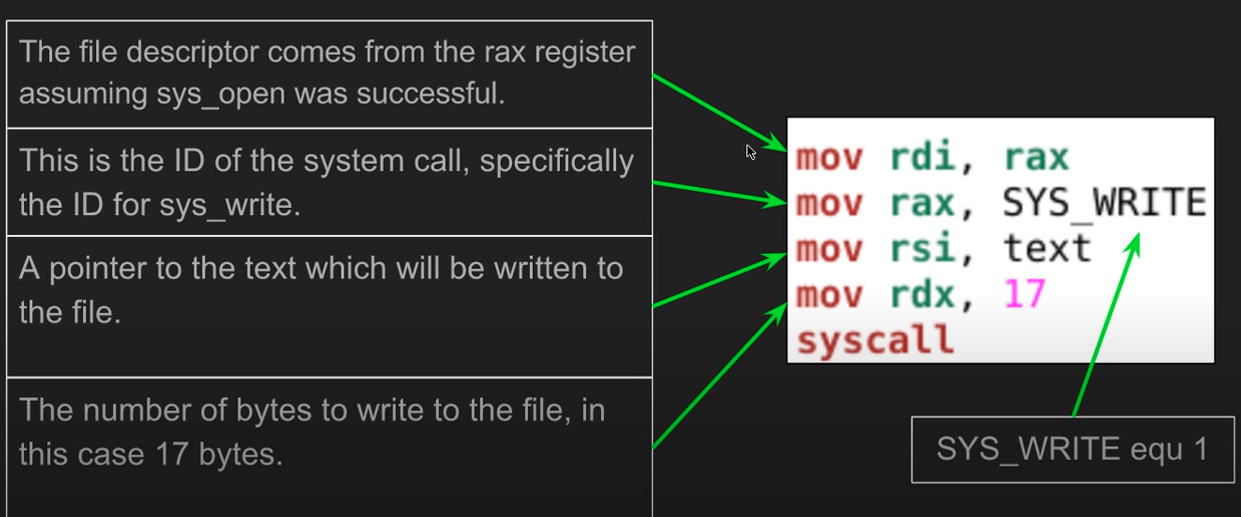 The file descriptor comes from the rax register
assuming sys_open was successful.
This is the ID of the system call, specifically
the ID for sys_write.
A pointer to the text which will be written to
the file.
The number of bytes to write to the file, in
this case 17 bytes.
mov rdi, rax
mov rax, SYS_WRITE
mov rsi, text
mov rdx, 17
syscall
SYS_WRITE equ 1